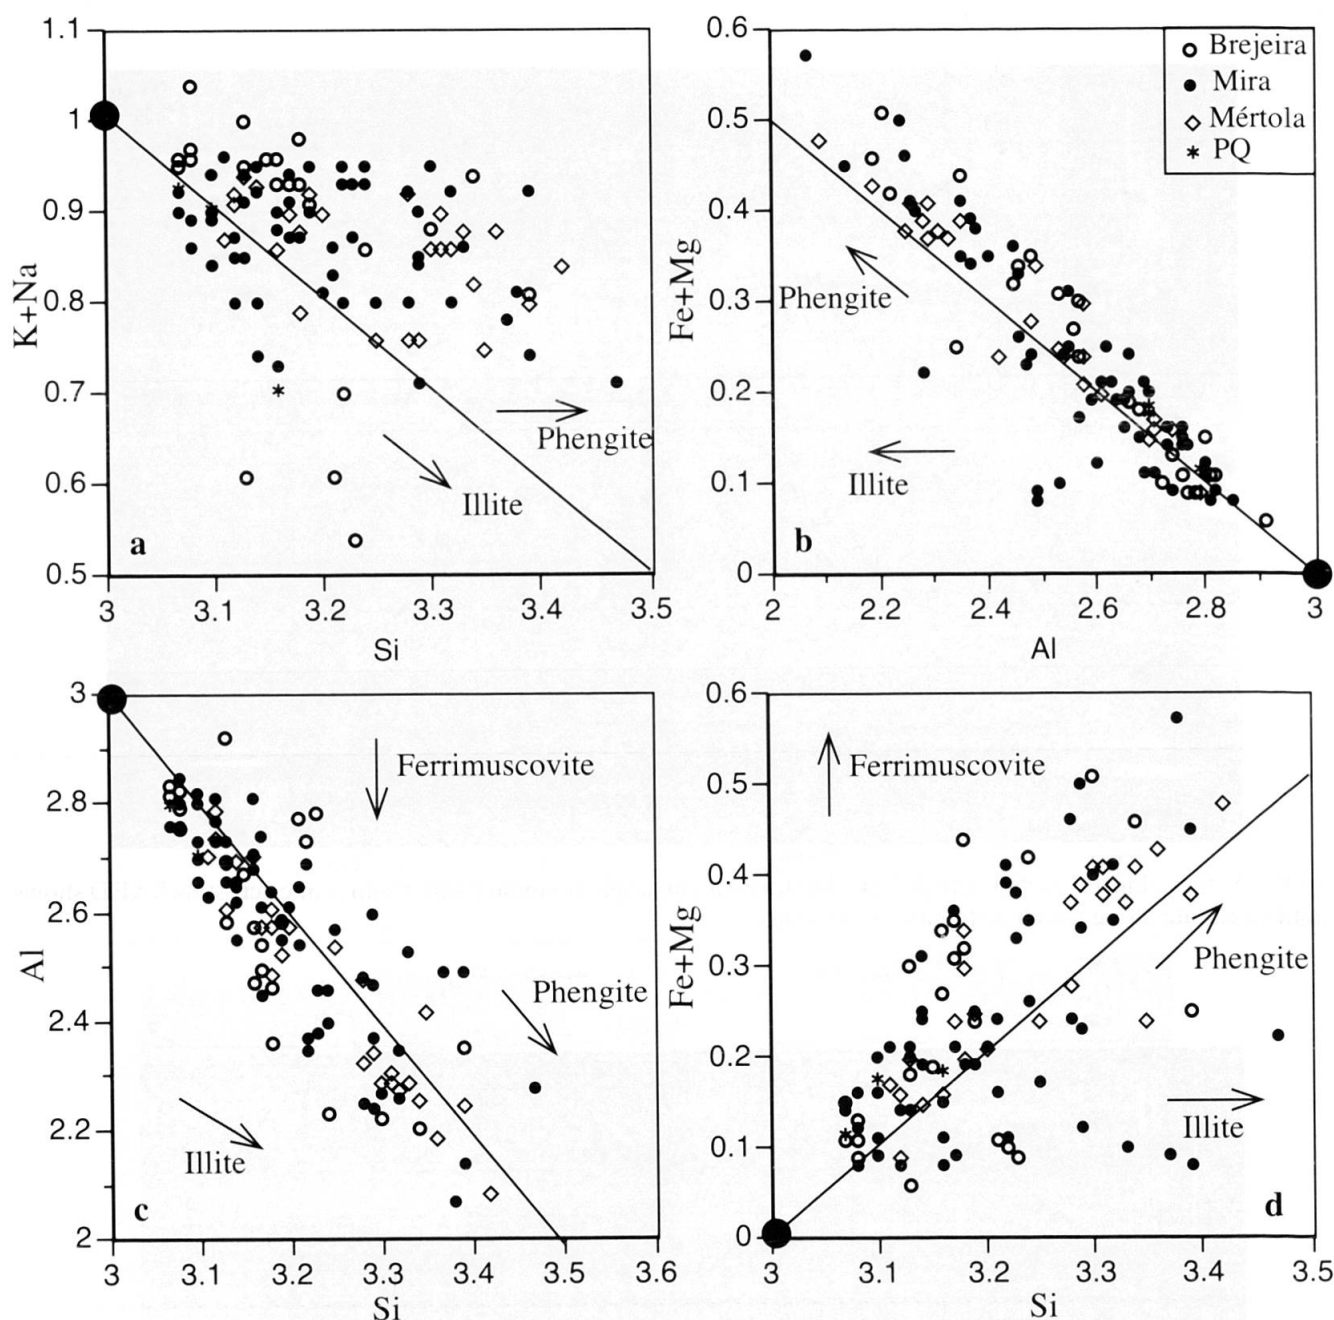 1.1
1
0.9
0.8
0.7
0.6
0.5
K+Na
3 3.1 3.2 3.3 3.4 3.5
Si
Phengite
Illite
a
0.6
0.5
0.4
0.3
0.2
0.1
0
Fe+Mg
2 2.2 2.4 2.6 2.8 3
Al
Brejeira
Mira
Mértola
PQ
Phengite
Illite
b
3
2.8
2.6
2.4
2.2
2
Al
3 3.1 3.2 3.3 3.4 3.5 3.6
Si
Ferrimuscovite
Phengite
Illite
c
0.6
0.5
0.4
0.3
0.2
0.1
0
Fe+Mg
3 3.1 3.2 3.3 3.4 3.5
Si
Ferrimuscovite
Phengite
Illite
d